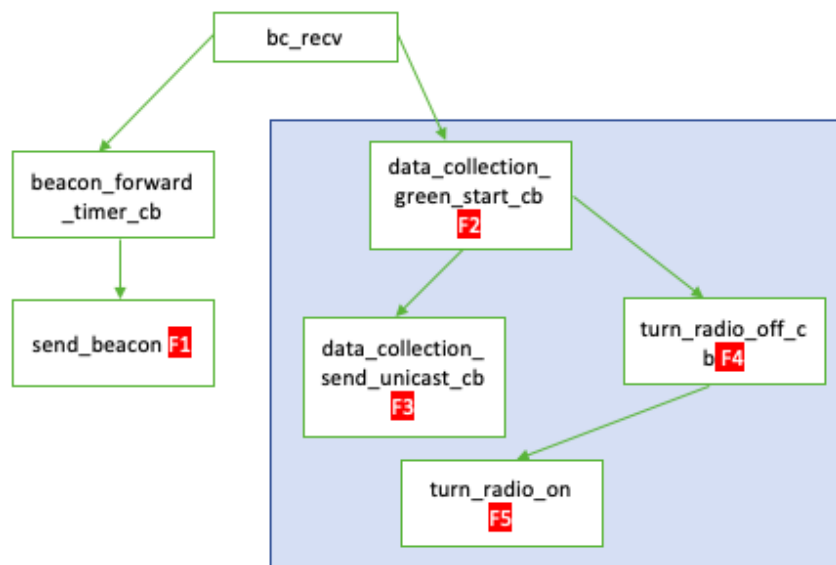 bc_recv
beacon_forward
_timer_cb
data_collection_
green_start_cb
F2
send_beacon F1
data_collection_
send_unicast_cb
F3
turn_radio_off_c
b F4
turn_radio_on
F5